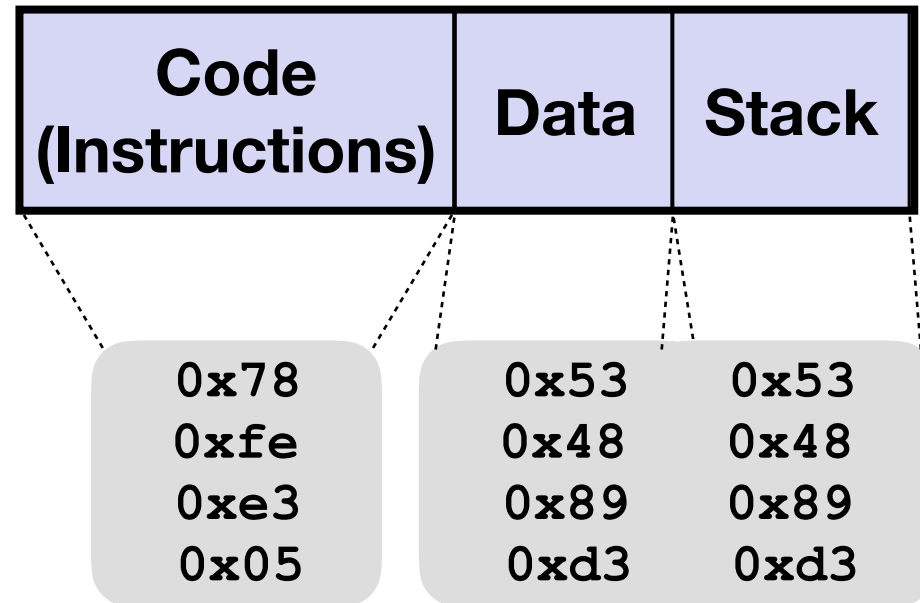 Code
(Instructions)
Data
Stack
0x78
0xfe
0xe3
0x05
0x53
0x48
0x89
0xd3
0x53
0x48
0x89
0xd3